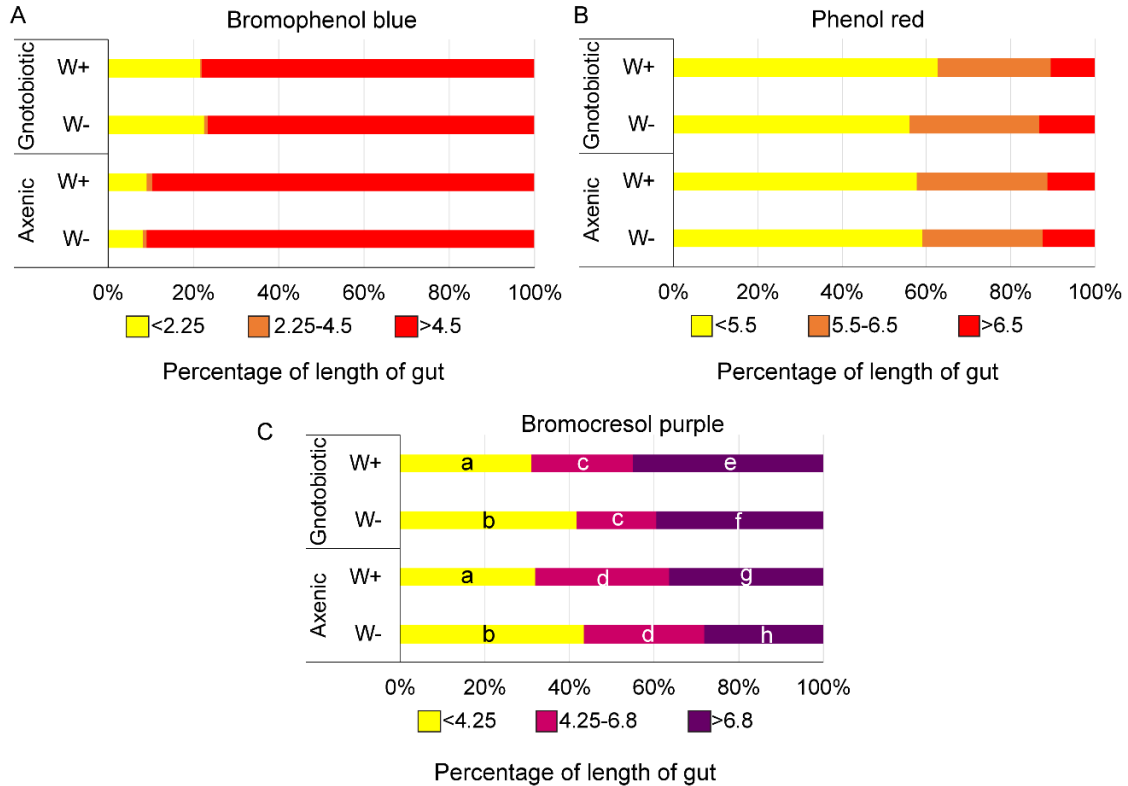 A
Bromophenol blue
Gnotobiotic
W+
W-
Axenic
W+
W-
0% 20% 40% 60% 80% 100%
<2.25 2.25-4.5 >4.5
Percentage of length of gut
B
Phenol red
Gnotobiotic
W+
W-
Axenic
W+
W-
0% 20% 40% 60% 80% 100%
<5.5 5.5-6.5 >6.5
Percentage of length of gut
C
Bromocresol purple
Gnotobiotic
W+ a c e
W- b c f
Axenic
W+ a d g
W- b d h
0% 20% 40% 60% 80% 100%
<4.25 4.25-6.8 >6.8
Percentage of length of gut